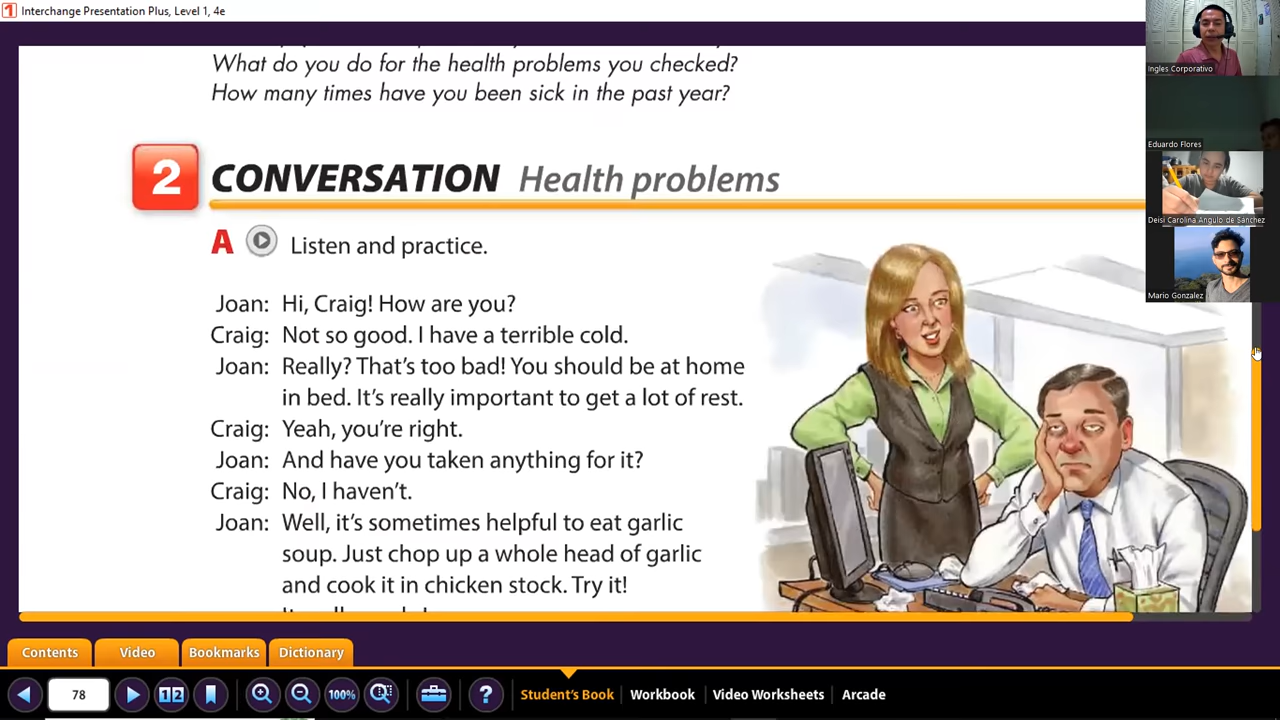 Interchange Presentation Plus, Level 1, 4e
What do you do for the health problems you checked?
How many times have you been sick in the past year?
2 CONVERSATION Health problems
A Listen and practice.
Joan: Hi, Craig! How are you?
Craig: Not so good. I have a terrible cold.
Joan: Really? That's too bad! You should be at home
in bed. It's really important to get a lot of rest.
Craig: Yeah, you're right.
Joan: And have you taken anything for it?
Craig: No, I haven't.
Joan: Well, it's sometimes helpful to eat garlic
soup. Just chop up a whole head of garlic
and cook it in chicken stock. Try it!
Ingles Corporativo
Eduardo Flores
Deisi Carolina Angulo de Sanchez
Mario Gonzalez
Contents Video Bookmarks Dictionary
78 1 2 100% ? Student's Book Workbook Video Worksheets Arcade